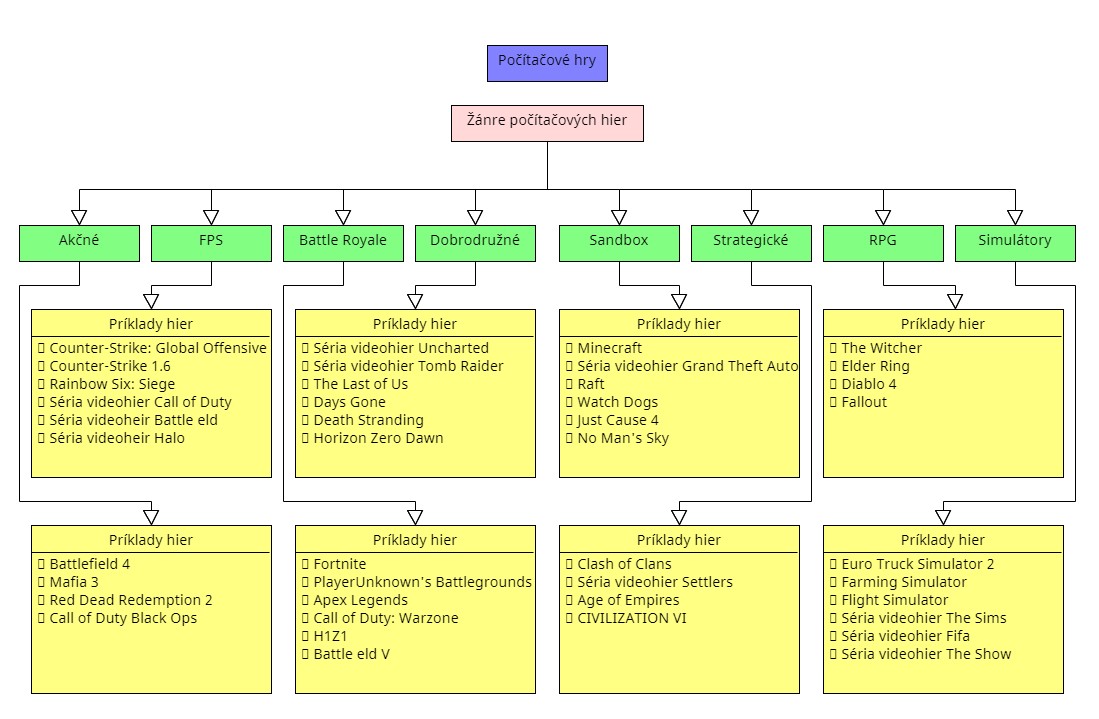 Počítačové hry
Žánre počítačových hier
Akčné
FPS
Battle Royale
Dobrodružné
Sandbox
Strategické
RPG
Simulátory
Príklady hier
Counter-Strike: Global Offensive
Counter-Strike 1.6
Rainbow Six: Siege
Séria videohier Call of Duty
Séria videoheir Battle eld
Séria videoheir Halo
Príklady hier
Séria videohier Uncharted
Séria videohier Tomb Raider
The Last of Us
Days Gone
Death Stranding
Horizon Zero Dawn
Príklady hier
Minecraft
Séria videohier Grand Theft Auto
Raft
Watch Dogs
Just Cause 4
No Man's Sky
Príklady hier
The Witcher
Elder Ring
Diablo 4
Fallout
Príklady hier
Battlefield 4
Mafia 3
Red Dead Redemption 2
Call of Duty Black Ops
Príklady hier
Fortnite
PlayerUnknown's Battlegrounds
Apex Legends
Call of Duty: Warzone
H1Z1
Battle eld V
Príklady hier
Clash of Clans
Séria videohier Settlers
Age of Empires
CIVILIZATION VI
Príklady hier
Euro Truck Simulator 2
Farming Simulator
Flight Simulator
Séria videohier The Sims
Séria videohier Fifa
Séria videohier The Show